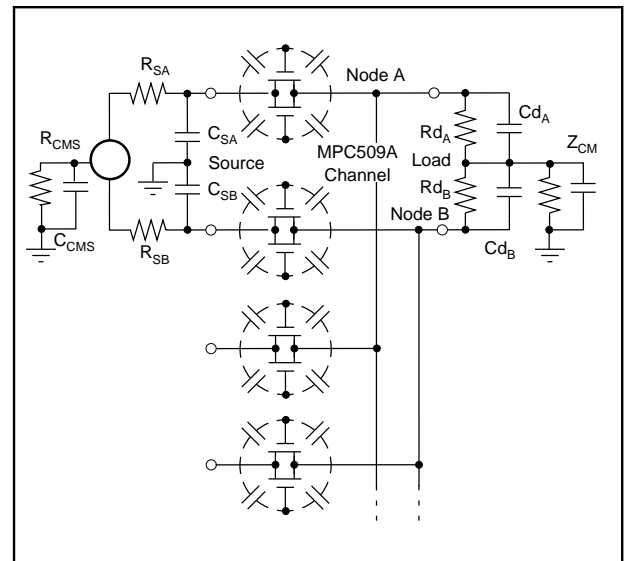 R_SA
Node A
Cd_A
R_CMS
C_SA
Rd_A
Z_CM
MPC509A
Source
Load
Channel
C_SB
Rd_B
Node B
C_CMS
R_SB
Cd_B